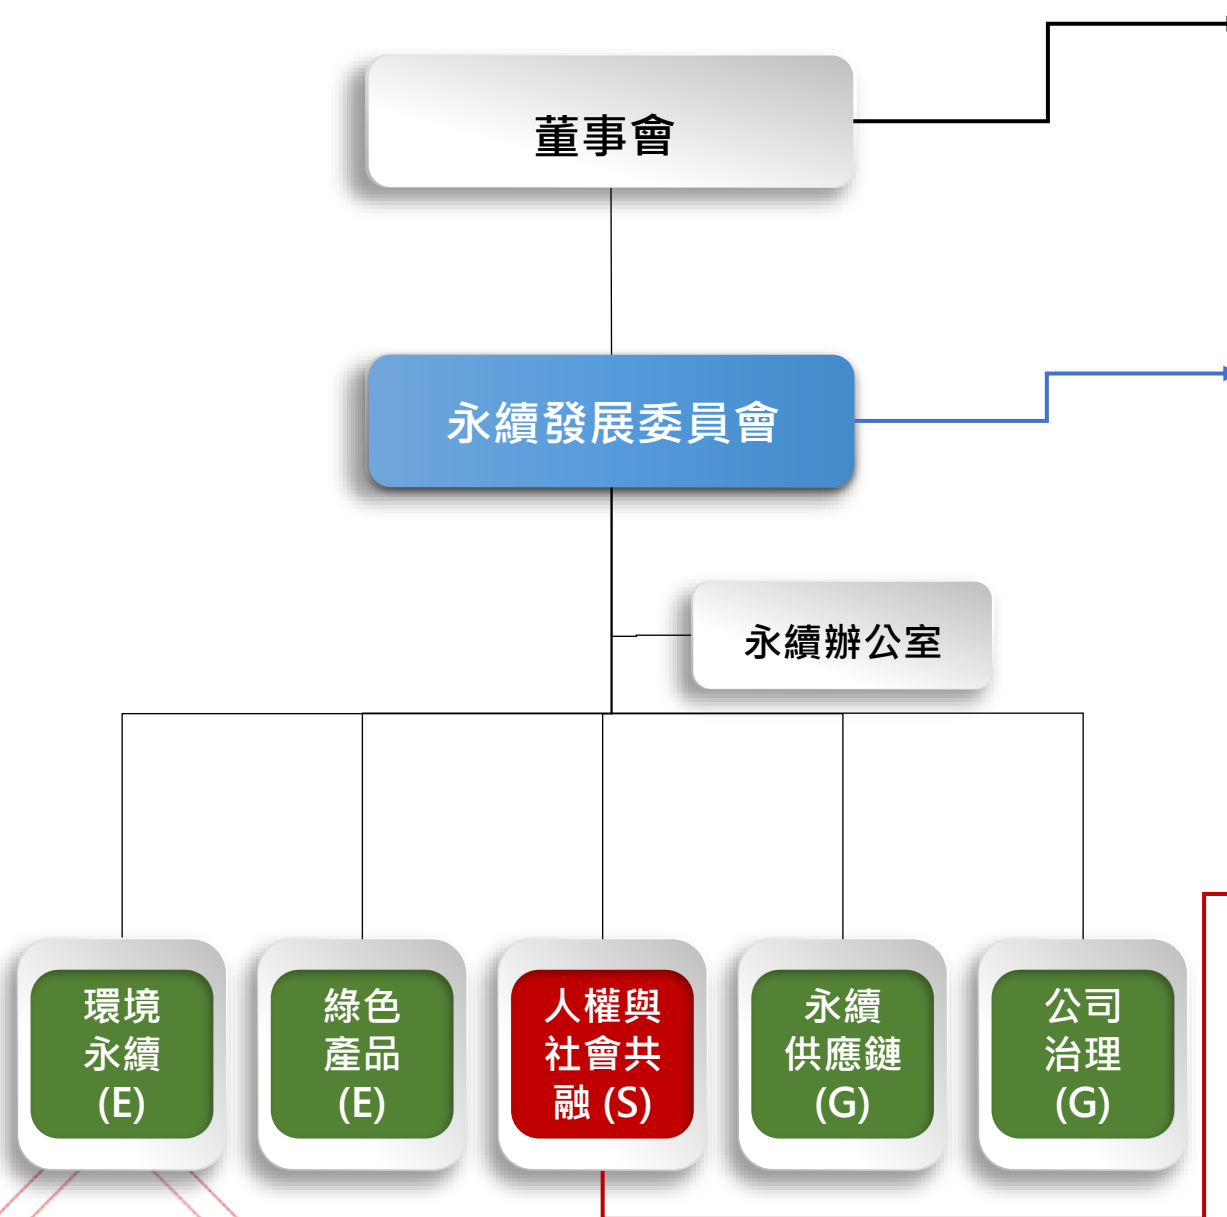 董事會
永續發展委員會
永續辦公室
環境
永續
(E)
綠色
產品
(E)
人權與
社會共
融 (S)
永續
供應鏈
(G)
公司
治理
(G)